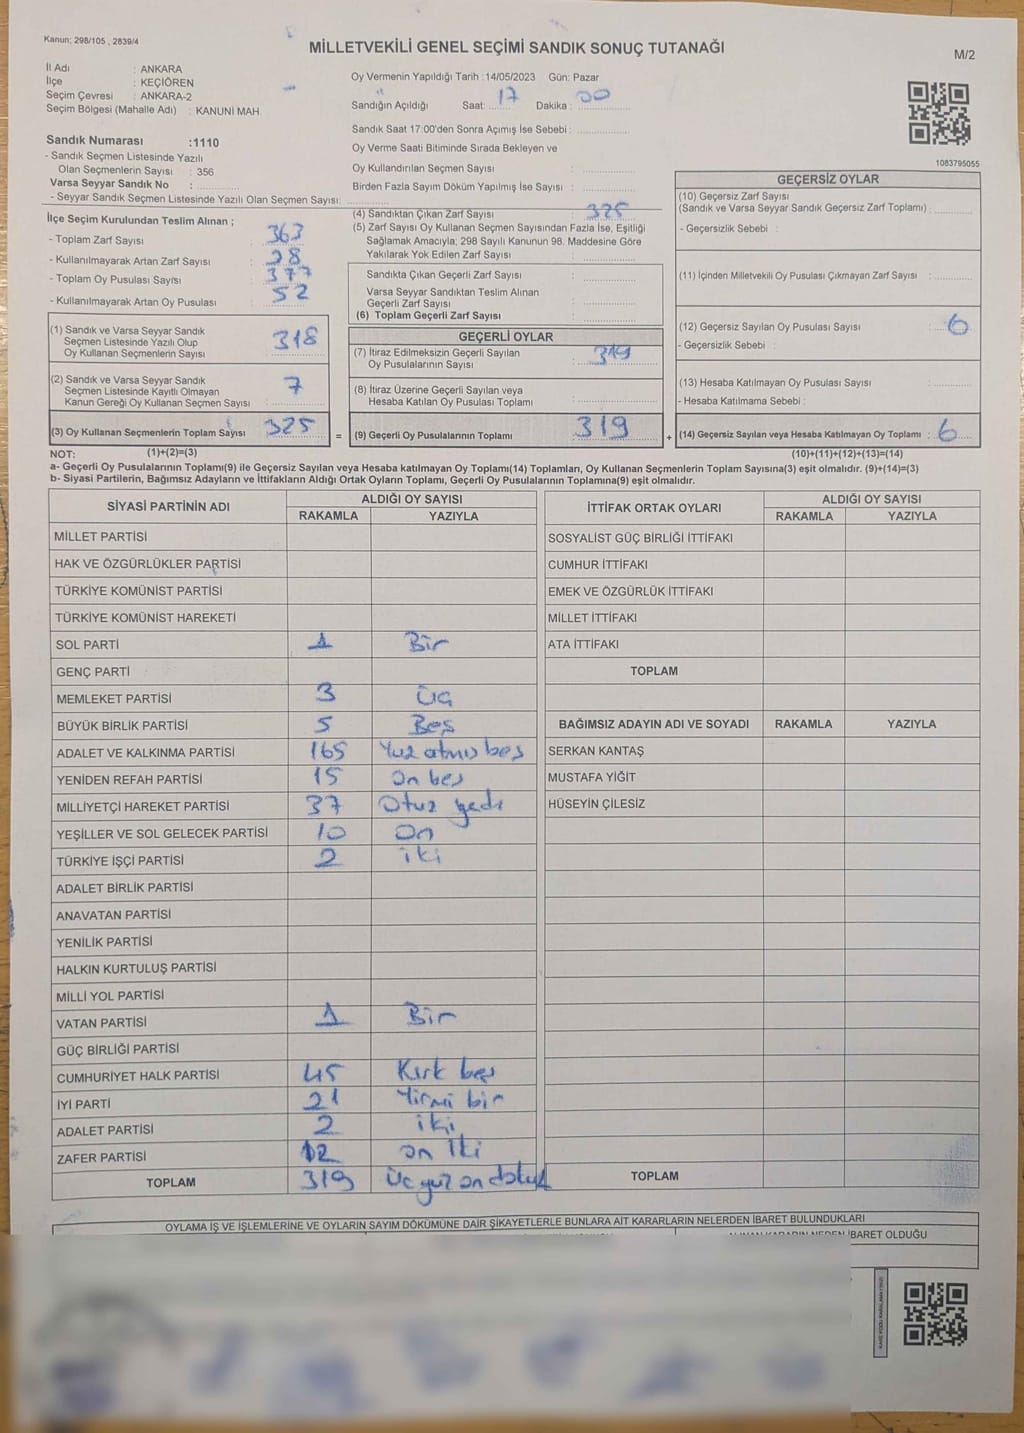 Kanun; 298/105 , 2839/4
MİLLETVEKİLİ GENEL SEÇİMİ SANDIK SONUÇ TUTANAĞI
M/2
İl Adı : ANKARA
İlçe : KEÇİÖREN
Seçim Çevresi : ANKARA-2
Seçim Bölgesi (Mahalle Adı) : KANUNİ MAH.
Sandık Numarası :1110
- Sandık Seçmen Listesinde Yazılı
Olan Seçmenlerin Sayısı : 356
Varsa Seyyar Sandık No :
- Seyyar Sandık Seçmen Listesinde Yazılı Olan Seçmen Sayısı:
Oy Vermenin Yapıldığı Tarih :14/05/2023 Gün: Pazar
Sandığın Açıldığı Saat: 17 Dakika : 00
Sandık Saat 17:00'den Sonra Açımış İse Sebebi :
Oy Verme Saati Bitiminde Sırada Bekleyen ve
Oy Kullandırılan Seçmen Sayısı :
Birden Fazla Sayım Döküm Yapılmış İse Sayısı :
1083795055
İlçe Seçim Kurulundan Teslim Alınan ;
- Toplam Zarf Sayısı : 363
- Kullanılmayarak Artan Zarf Sayısı : 38
- Toplam Oy Pusulası Sayısı : 377
- Kullanılmayarak Artan Oy Pusulası : 52
(1) Sandık ve Varsa Seyyar Sandık
Seçmen Listesinde Yazılı Olup
Oy Kullanan Seçmenlerin Sayısı : 318
(2) Sandık ve Varsa Seyyar Sandık
Seçmen Listesinde Kayıtlı Olmayan
Kanun Gereği Oy Kullanan Seçmen Sayısı : 7
(3) Oy Kullanan Seçmenlerin Toplam Sayısı : 325
(4) Sandıktan Çıkan Zarf Sayısı : 325
(5) Zarf Sayısı Oy Kullanan Seçmen Sayısından Fazla İse, Eşitliği
Sağlamak Amacıyla; 298 Sayılı Kanunun 98. Maddesine Göre
Yakılarak Yok Edilen Zarf Sayısı :
Sandıkta Çıkan Geçerli Zarf Sayısı :
Varsa Seyyar Sandıktan Teslim Alınan
Geçerli Zarf Sayısı :
(6) Toplam Geçerli Zarf Sayısı :
GEÇERLİ OYLAR
(7) İtiraz Edilmeksizin Geçerli Sayılan
Oy Pusulalarının Sayısı : 319
(8) İtiraz Üzerine Geçerli Sayılan veya
Hesaba Katılan Oy Pusulası Toplamı :
= (9) Geçerli Oy Pusulalarının Toplamı : 319
GEÇERSİZ OYLAR
(10) Geçersiz Zarf Sayısı
(Sandık ve Varsa Seyyar Sandık Geçersiz Zarf Toplamı) :
- Geçersizlik Sebebi :
(11) İçinden Milletvekili Oy Pusulası Çıkmayan Zarf Sayısı :
(12) Geçersiz Sayılan Oy Pusulası Sayısı : 6
- Geçersizlik Sebebi :
(13) Hesaba Katılmayan Oy Pusulası Sayısı :
- Hesaba Katılmama Sebebi :
+ (14) Geçersiz Sayılan veya Hesaba Katılmayan Oy Toplamı : 6
NOT: (1)+(2)=(3) (10)+(11)+(12)+(13)=(14)
a- Geçerli Oy Pusulalarının Toplamı(9) ile Geçersiz Sayılan veya Hesaba katılmayan Oy Toplamı(14) Toplamları, Oy Kullanan Seçmenlerin Toplam Sayısına(3) eşit olmalıdır. (9)+(14)=(3)
b- Siyasi Partilerin, Bağımsız Adayların ve İttifakların Aldığı Ortak Oyların Toplamı, Geçerli Oy Pusulalarının Toplamına(9) eşit olmalıdır.
SİYASİ PARTİNİN ADI ALDIĞI OY SAYISI
RAKAMLA YAZIYLA
MİLLET PARTİSİ
HAK VE ÖZGÜRLÜKLER PARTİSİ
TÜRKİYE KOMÜNİST PARTİSİ
TÜRKİYE KOMÜNİST HAREKETİ
SOL PARTİ 1 Bir
GENÇ PARTİ
MEMLEKET PARTİSİ 3 Üç
BÜYÜK BİRLİK PARTİSİ 5 Beş
ADALET VE KALKINMA PARTİSİ 165 Yuz atmış beş
YENİDEN REFAH PARTİSİ 15 On beş
MİLLİYETÇİ HAREKET PARTİSİ 37 Otuz yedi
YEŞİLLER VE SOL GELECEK PARTİSİ 10 On
TÜRKİYE İŞÇİ PARTİSİ 2 iki
ADALET BİRLİK PARTİSİ
ANAVATAN PARTİSİ
YENİLİK PARTİSİ
HALKIN KURTULUŞ PARTİSİ
MİLLİ YOL PARTİSİ
VATAN PARTİSİ 1 Bir
GÜÇ BİRLİĞİ PARTİSİ
CUMHURİYET HALK PARTİSİ 45 Kırk beş
İYİ PARTİ 21 Yirmi bir
ADALET PARTİSİ 2 iki
ZAFER PARTİSİ 12 on iki
TOPLAM 319 Üç yüz on dokuz
İTTİFAK ORTAK OYLARI ALDIĞI OY SAYISI
RAKAMLA YAZIYLA
SOSYALİST GÜÇ BİRLİĞİ İTTİFAKI
CUMHUR İTTİFAKI
EMEK VE ÖZGÜRLÜK İTTİFAKI
MİLLET İTTİFAKI
ATA İTTİFAKI
TOPLAM
BAĞIMSIZ ADAYIN ADI VE SOYADI RAKAMLA YAZIYLA
SERKAN KANTAŞ
MUSTAFA YİĞİT
HÜSEYİN ÇİLESİZ
TOPLAM
OYLAMA İŞ VE İŞLEMLERİNE VE OYLARIN SAYIM DÖKÜMÜNE DAİR ŞİKAYETLERLE BUNLARA AİT KARARLARIN NELERDEN İBARET BULUNDUKLARI
İBARET OLDUĞU